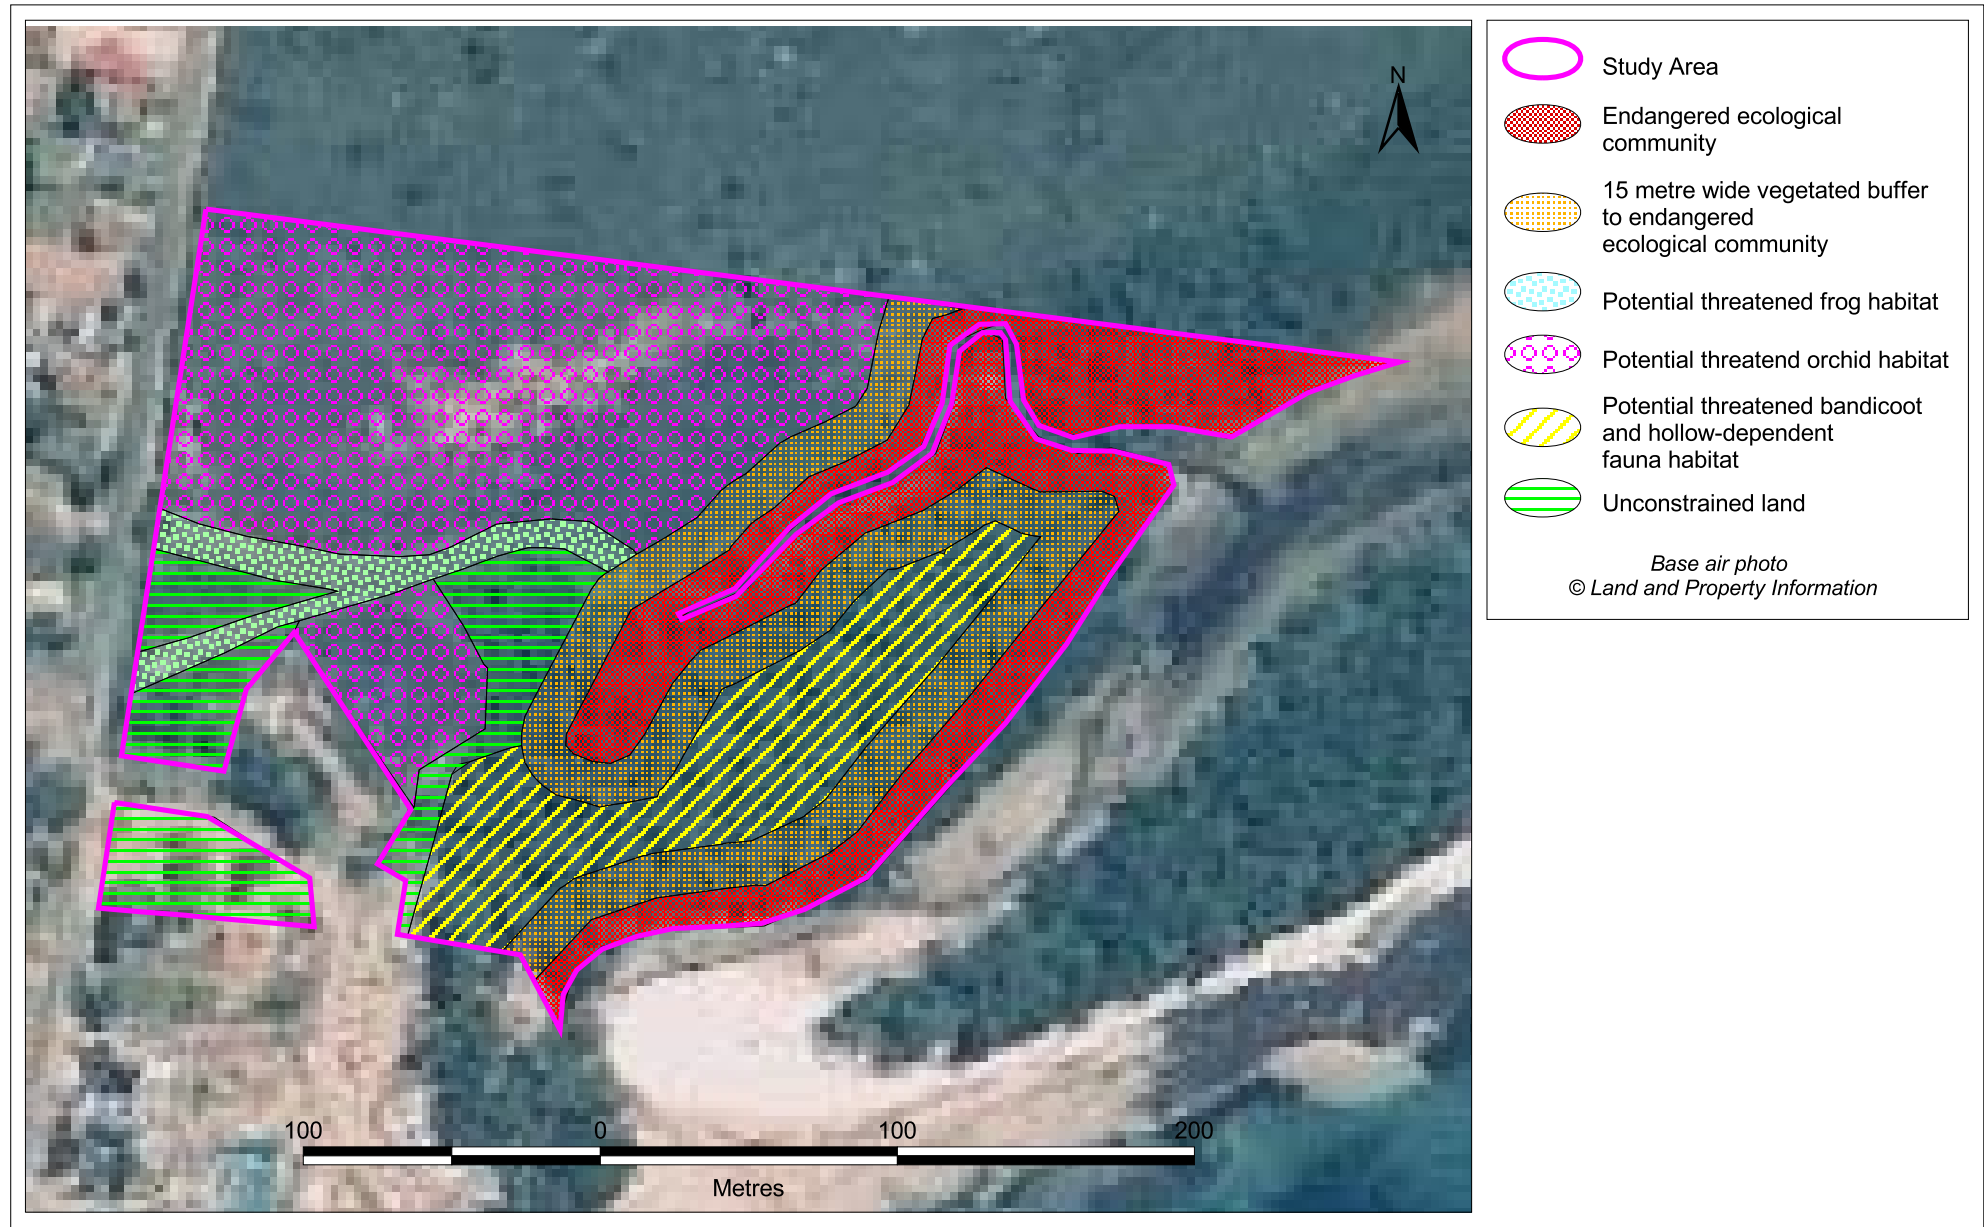 N
100 0 100 200
Metres
Study Area
Endangered ecological
community
15 metre wide vegetated buffer
to endangered
ecological community
Potential threatened frog habitat
Potential threatend orchid habitat
Potential threatened bandicoot
and hollow-dependent
fauna habitat
Unconstrained land
Base air photo
© Land and Property Information